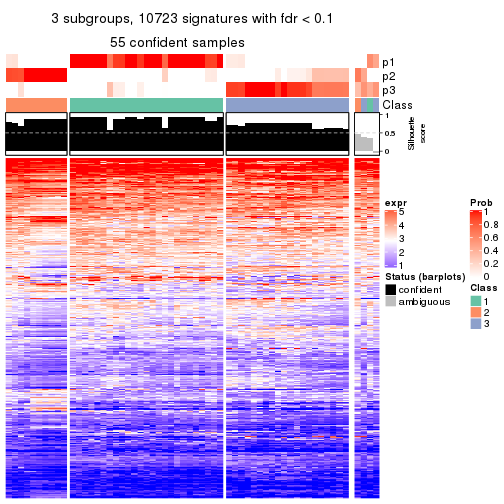 3 subgroups, 10723 signatures with fdr < 0.1
55 confident samples
p1
p2
p3
Class
1
0.5
0
Silhouette
score
expr
5
4
3
2
1
Status (barplots)
confident
ambiguous
Prob
1
0.8
0.6
0.4
0.2
0
Class
1
2
3